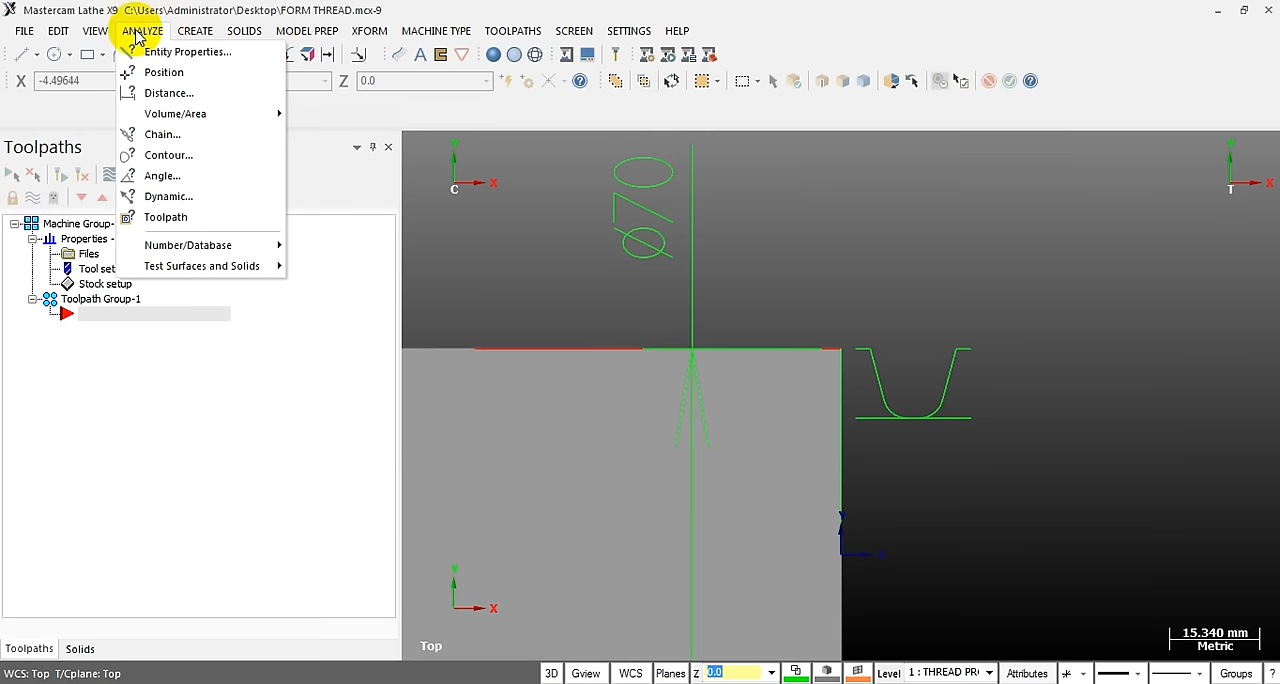 Mastercam Lathe X9 C:\Users\Administrator\Desktop\FORM THREAD.mcx-9
FILE EDIT VIEW ANALYZE CREATE SOLIDS MODEL PREP XFORM MACHINE TYPE TOOLPATHS SCREEN SETTINGS HELP
X -4.49644 Z 0.0
Entity Properties...
Position
Distance...
Volume/Area
Chain...
Contour...
Angle...
Dynamic...
Toolpath
Number/Database
Test Surfaces and Solids
Toolpaths
Machine Group-
Properties -
Files
Tool set
Stock setup
Toolpath Group-1
Toolpaths Solids
Y
X
C
Y
X
T
Ø70
Y
X
Top
15.340 mm
Metric
WCS: Top T/Cplane: Top
3D Gview WCS Planes Z 0.0 Level 1 : THREAD PR Attributes Groups ?